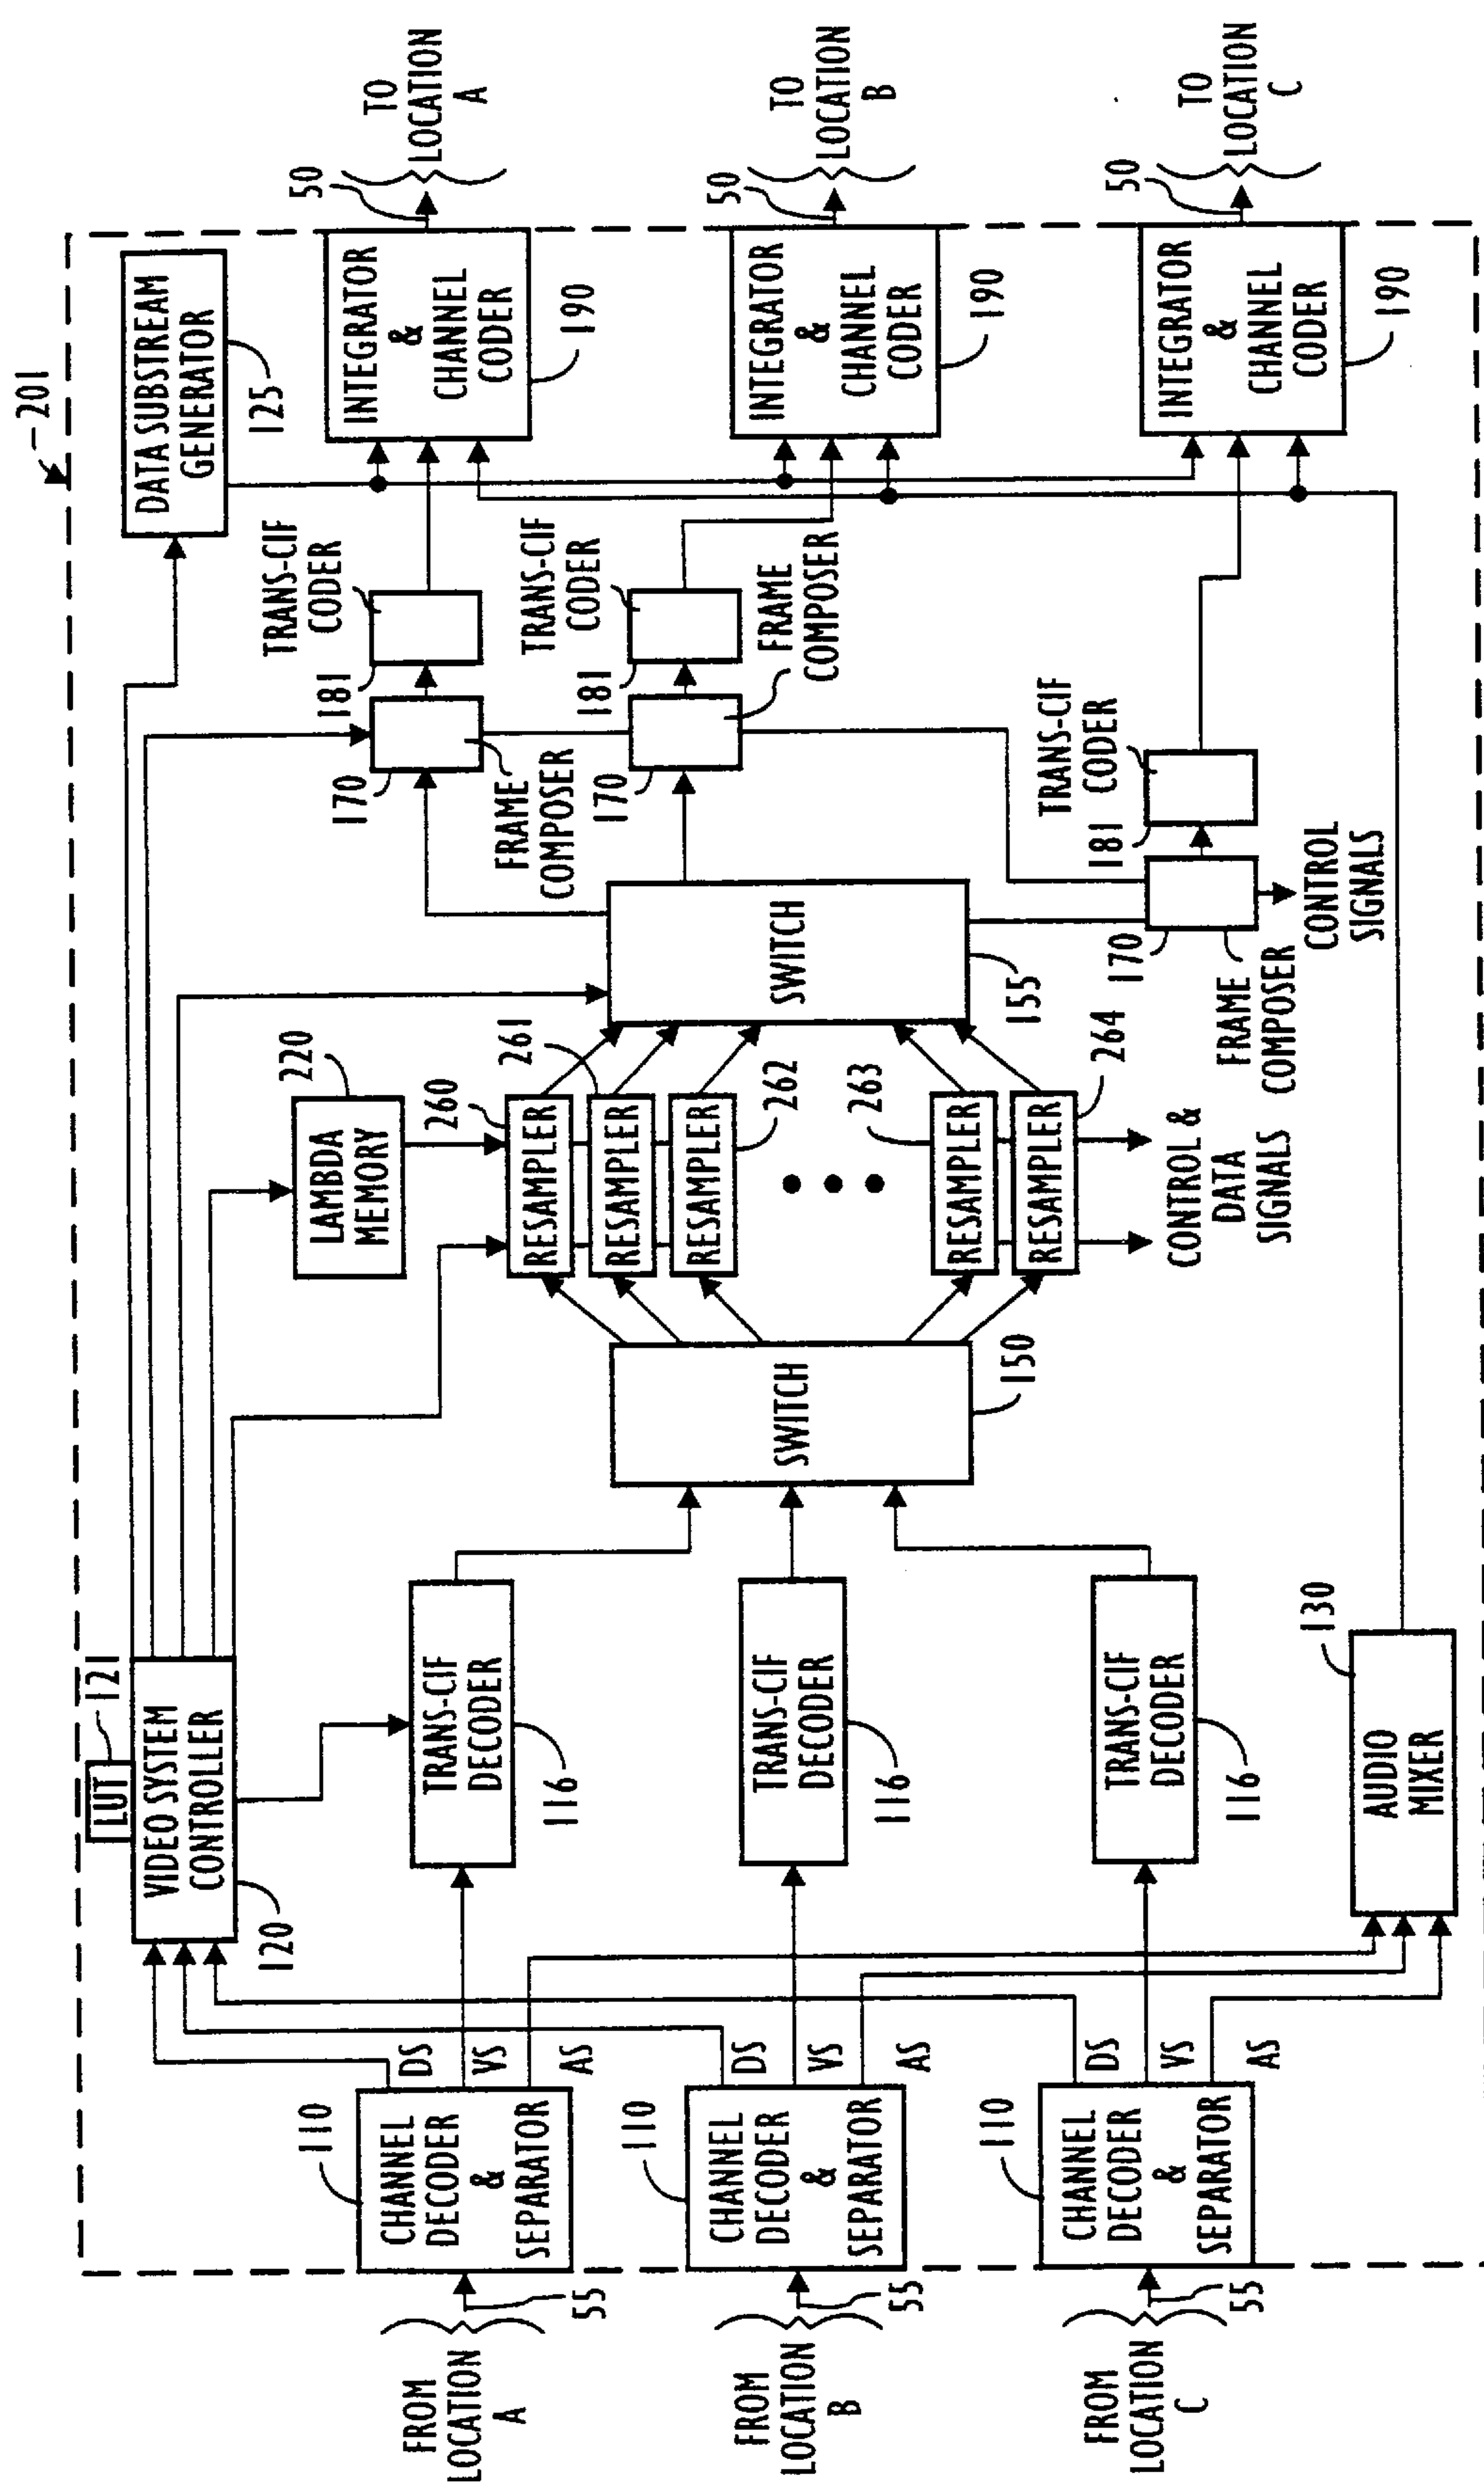 201
LUT
121
VIDEO SYSTEM
CONTROLLER
120
DATA SUBSTREAM
GENERATOR
125
FROM
LOCATION
A
55
110
CHANNEL
DECODER
&
SEPARATOR
DS
VS
AS
TRANS-CIF
DECODER
116
FROM
LOCATION
B
55
110
CHANNEL
DECODER
&
SEPARATOR
DS
VS
AS
TRANS-CIF
DECODER
116
FROM
LOCATION
C
55
110
CHANNEL
DECODER
&
SEPARATOR
DS
VS
AS
TRANS-CIF
DECODER
116
AUDIO
MIXER
130
SWITCH
150
LAMBDA
MEMORY
220
RESAMPLER
260
RESAMPLER
261
RESAMPLER
262
RESAMPLER
263
RESAMPLER
264
CONTROL &
DATA
SIGNALS
SWITCH
155
170
FRAME
COMPOSER
181
TRANS-CIF
CODER
170
FRAME
COMPOSER
181
TRANS-CIF
CODER
170
FRAME
COMPOSER
181
TRANS-CIF
CODER
CONTROL
SIGNALS
INTEGRATOR
&
CHANNEL
CODER
190
50
TO
LOCATION
A
INTEGRATOR
&
CHANNEL
CODER
190
50
TO
LOCATION
B
INTEGRATOR
&
CHANNEL
CODER
190
50
TO
LOCATION
C